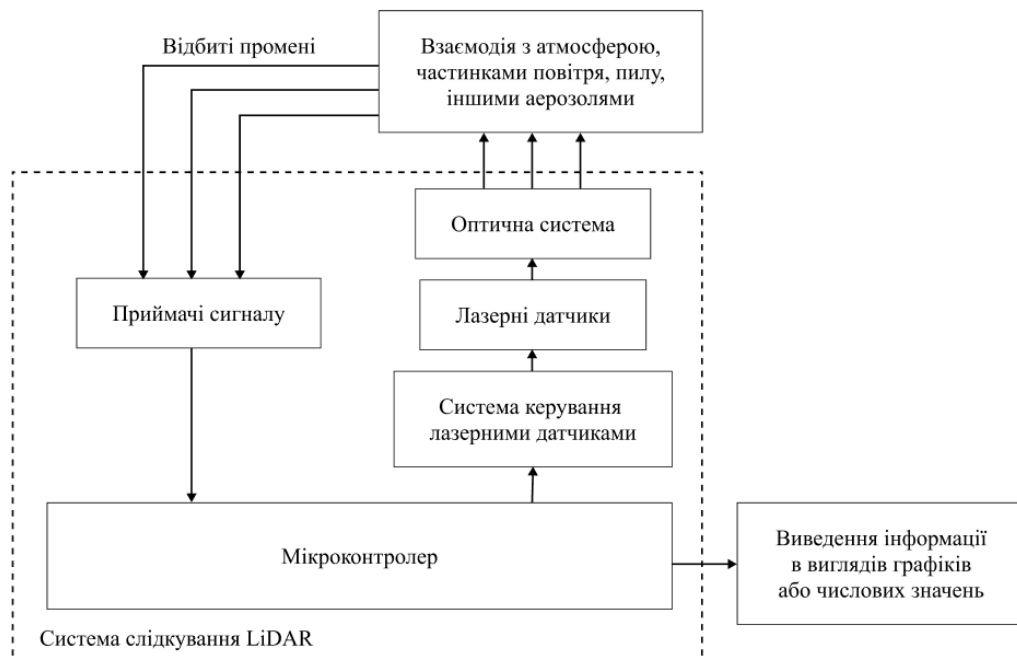 Відбиті промені
Взаємодія з атмосферою,
частинками повітря, пилу,
іншими аерозолями
Оптична система
Приймачі сигналу
Лазерні датчики
Система керування
лазерними датчиками
Мікроконтролер
Виведення інформації
в виглядів графіків
або числових значень
Система слідкування LiDAR